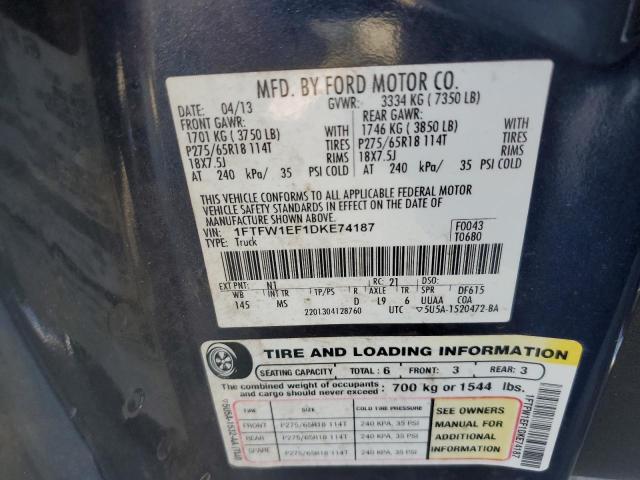 MFD. BY FORD MOTOR CO.
DATE: 04/13 GVWR: 3334 KG ( 7350 LB)
FRONT GAWR: REAR GAWR:
1701 KG ( 3750 LB) WITH 1746 KG ( 3850 LB) WITH
P275/65R18 114T TIRES P275/65R18 114T TIRES
18X7.5J RIMS 18X7.5J RIMS
AT 240 kPa/ 35 PSI COLD AT 240 kPa/ 35 PSI COLD
THIS VEHICLE CONFORMS TO ALL APPLICABLE FEDERAL MOTOR
VEHICLE SAFETY STANDARDS IN EFFECT ON THE DATE OF
MANUFACTURE SHOWN ABOVE.
VIN: 1FTFW1EF1DKE74187 F0043
TYPE: Truck T0680
EXT PNT: N1 RC: 21 DSO:
WB INT TR TP/PS R AXLE TR SPR DF615
145 MS D L9 6 UUAA COA
2201304128760 UTC 5U5A-1520472-BA
TIRE AND LOADING INFORMATION
SEATING CAPACITY TOTAL : 6 FRONT: 3 REAR: 3
The combined weight of occupants
and cargo should never exceed: 700 kg or 1544 lbs.
TIRE SIZE COLD TIRE PRESSURE
FRONT P275/65R18 114T 240 KPA, 35 PSI
REAR P275/65R18 114T 240 KPA, 35 PSI
SPARE P275/65R18 114T 240 KPA, 35 PSI
SEE OWNERS
MANUAL FOR
ADDITIONAL
INFORMATION
1FTFW1EF1DKE74187